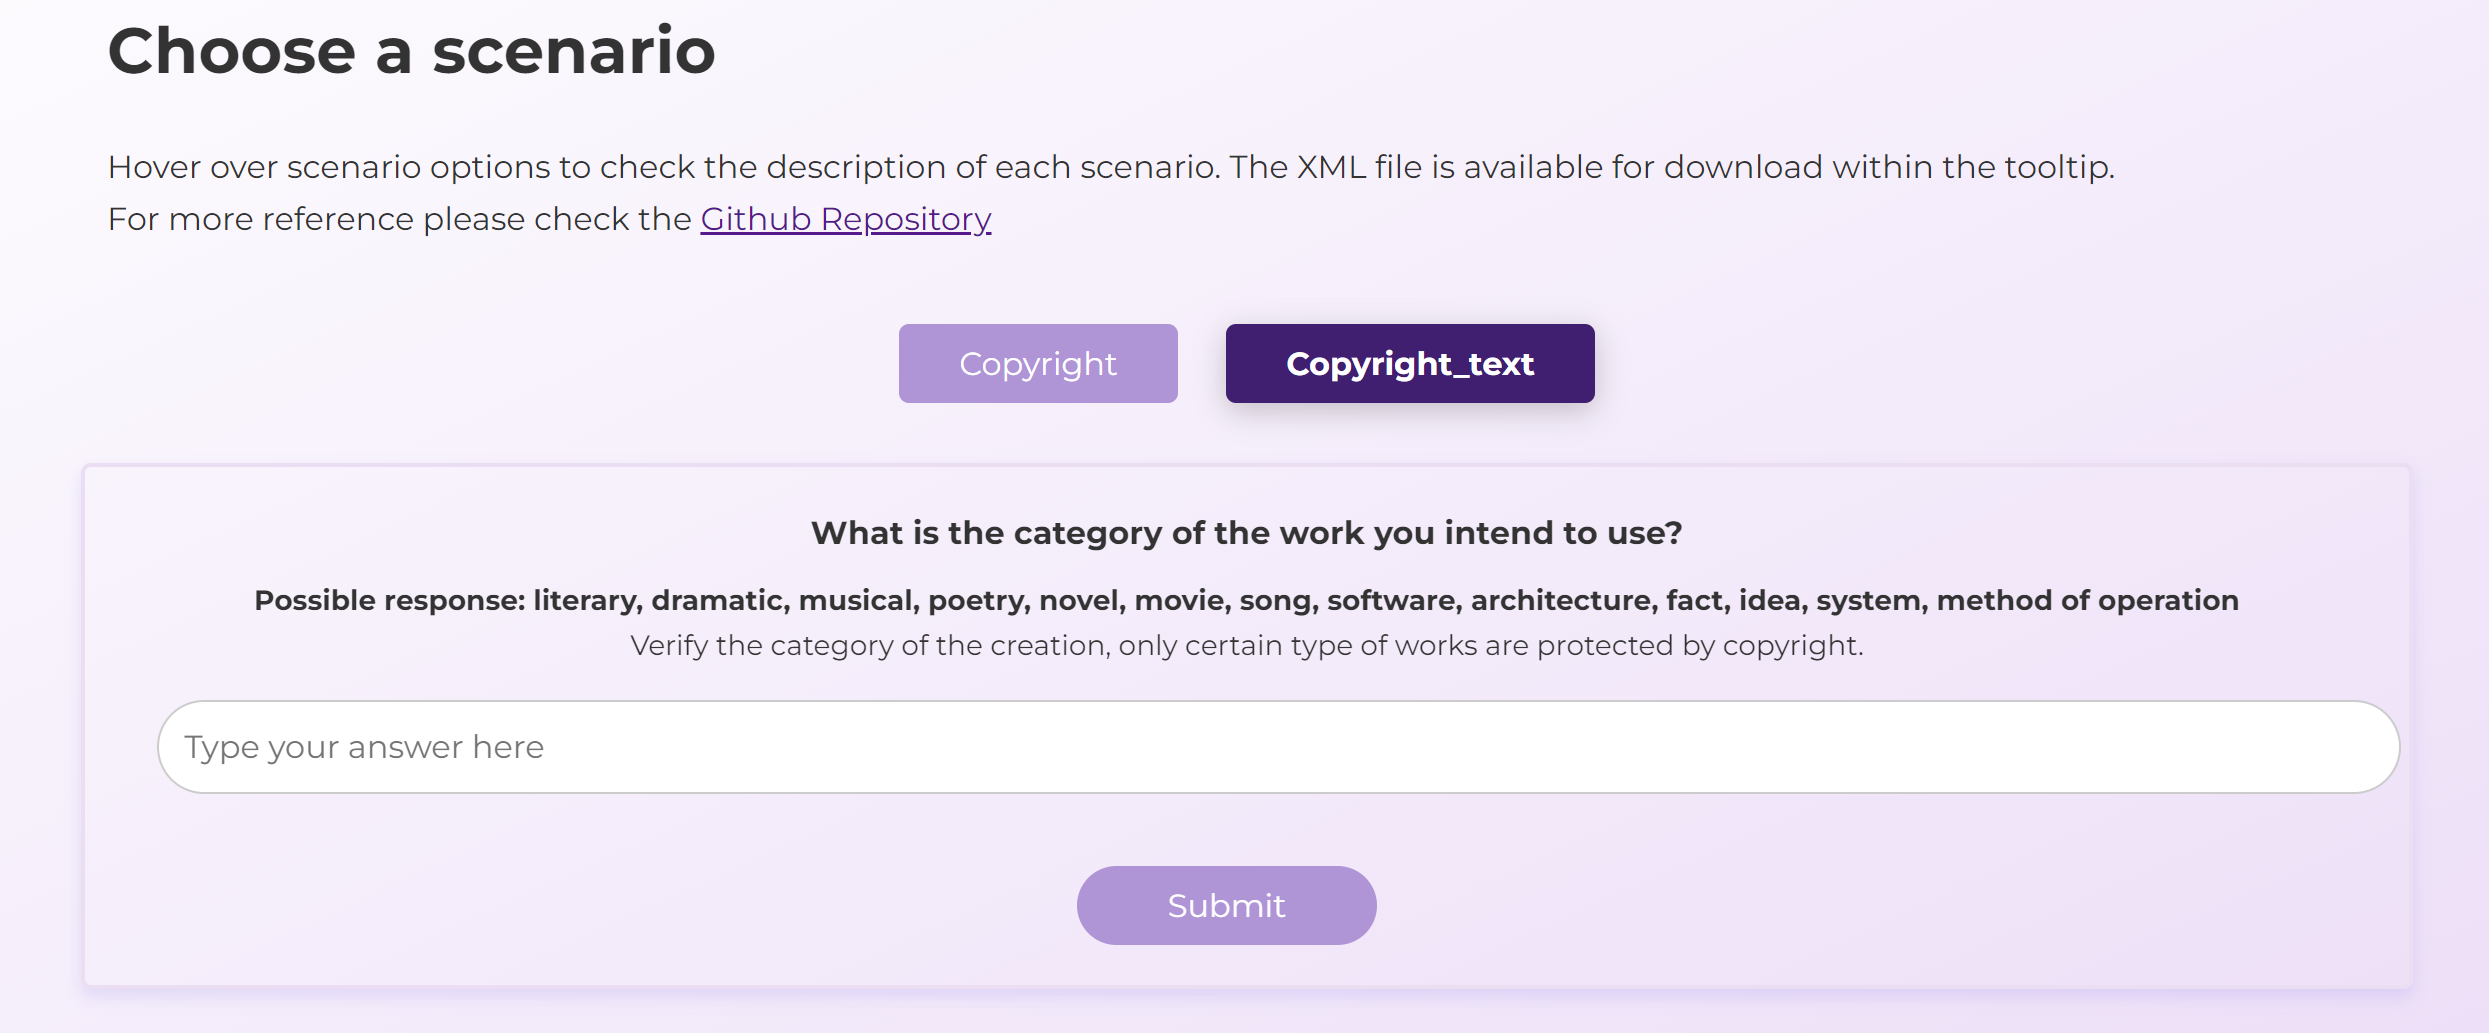 Choose a scenario
Hover over scenario options to check the description of each scenario. The XML file is available for download within the tooltip.
For more reference please check the Github Repository
Copyright
Copyright_text
What is the category of the work you intend to use?
Possible response: literary, dramatic, musical, poetry, novel, movie, song, software, architecture, fact, idea, system, method of operation
Verify the category of the creation, only certain type of works are protected by copyright.
Type your answer here
Submit